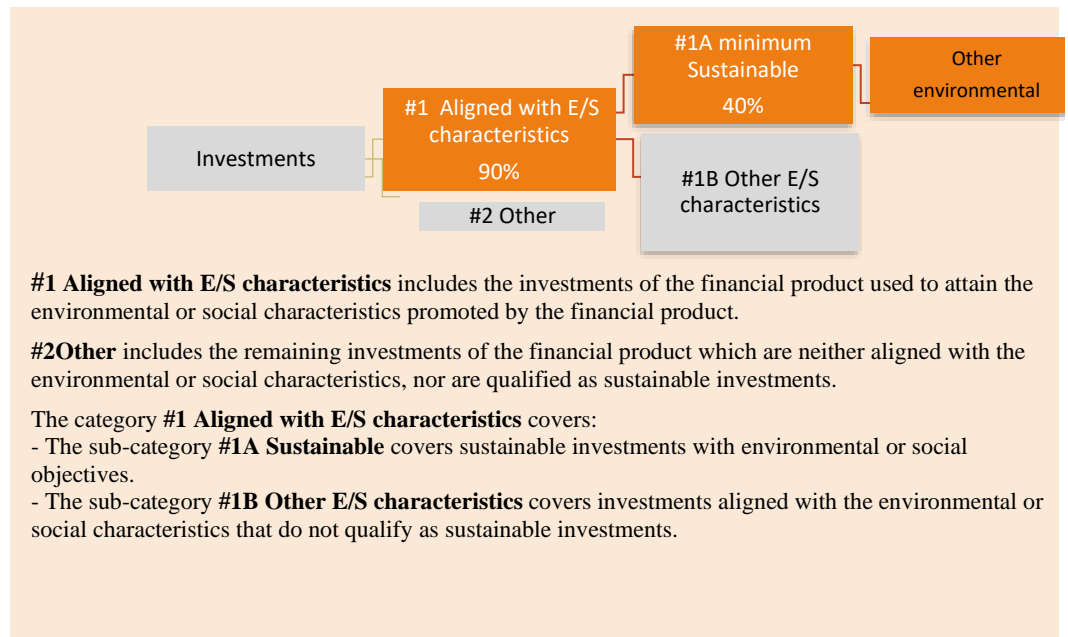 #1A minimum
Sustainable
40%
Other
environmental
#1 Aligned with E/S
characteristics
90%
Investments
#1B Other E/S
characteristics
#2 Other
#1 Aligned with E/S characteristics includes the investments of the financial product used to attain the
environmental or social characteristics promoted by the financial product.
#2Other includes the remaining investments of the financial product which are neither aligned with the
environmental or social characteristics, nor are qualified as sustainable investments.
The category #1 Aligned with E/S characteristics covers:
- The sub-category #1A Sustainable covers sustainable investments with environmental or social
objectives.
- The sub-category #1B Other E/S characteristics covers investments aligned with the environmental or
social characteristics that do not qualify as sustainable investments.